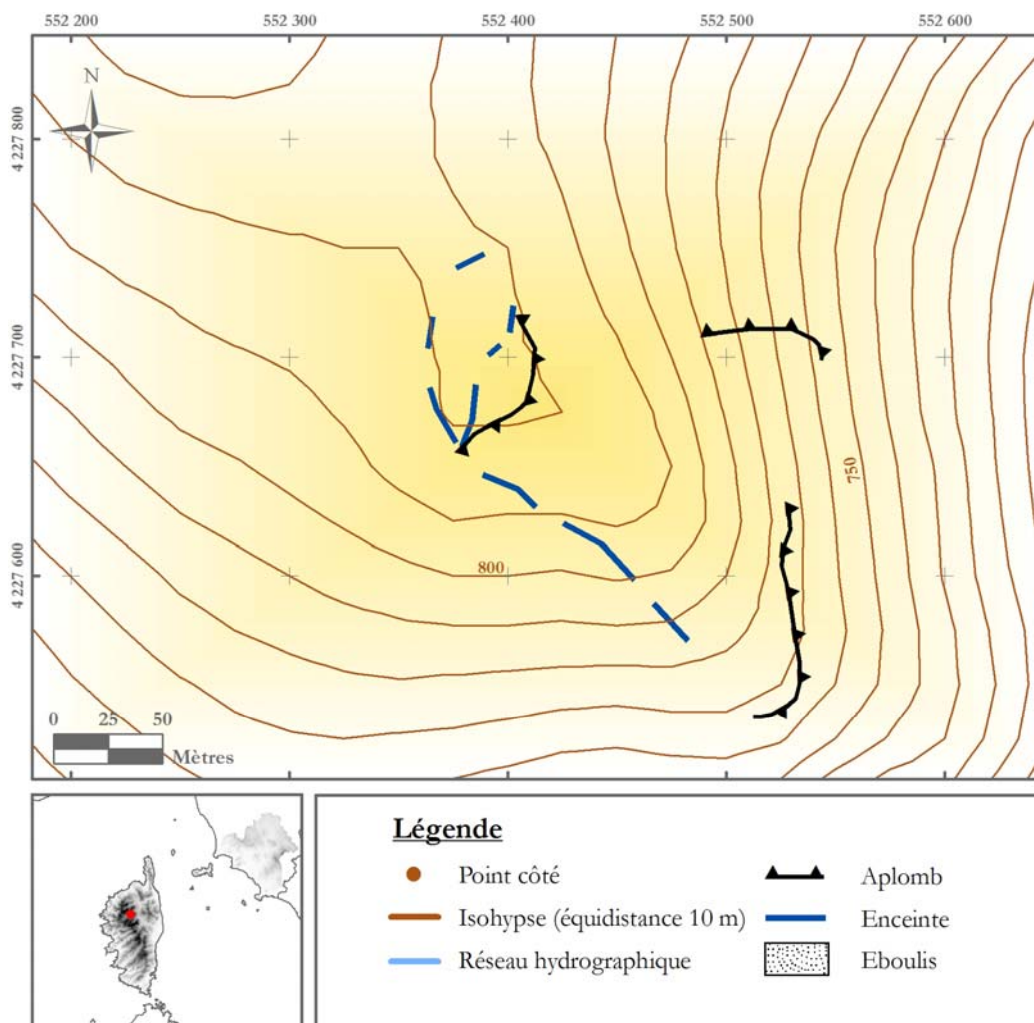 552 200 552 300 552 400 552 500 552 600
N
4 227 800
4 227 700
4 227 600
750
800
0 25 50
Mètres
Légende
Point côté
Isohypse (équidistance 10 m)
Réseau hydrographique
Aplomb
Enceinte
Eboulis